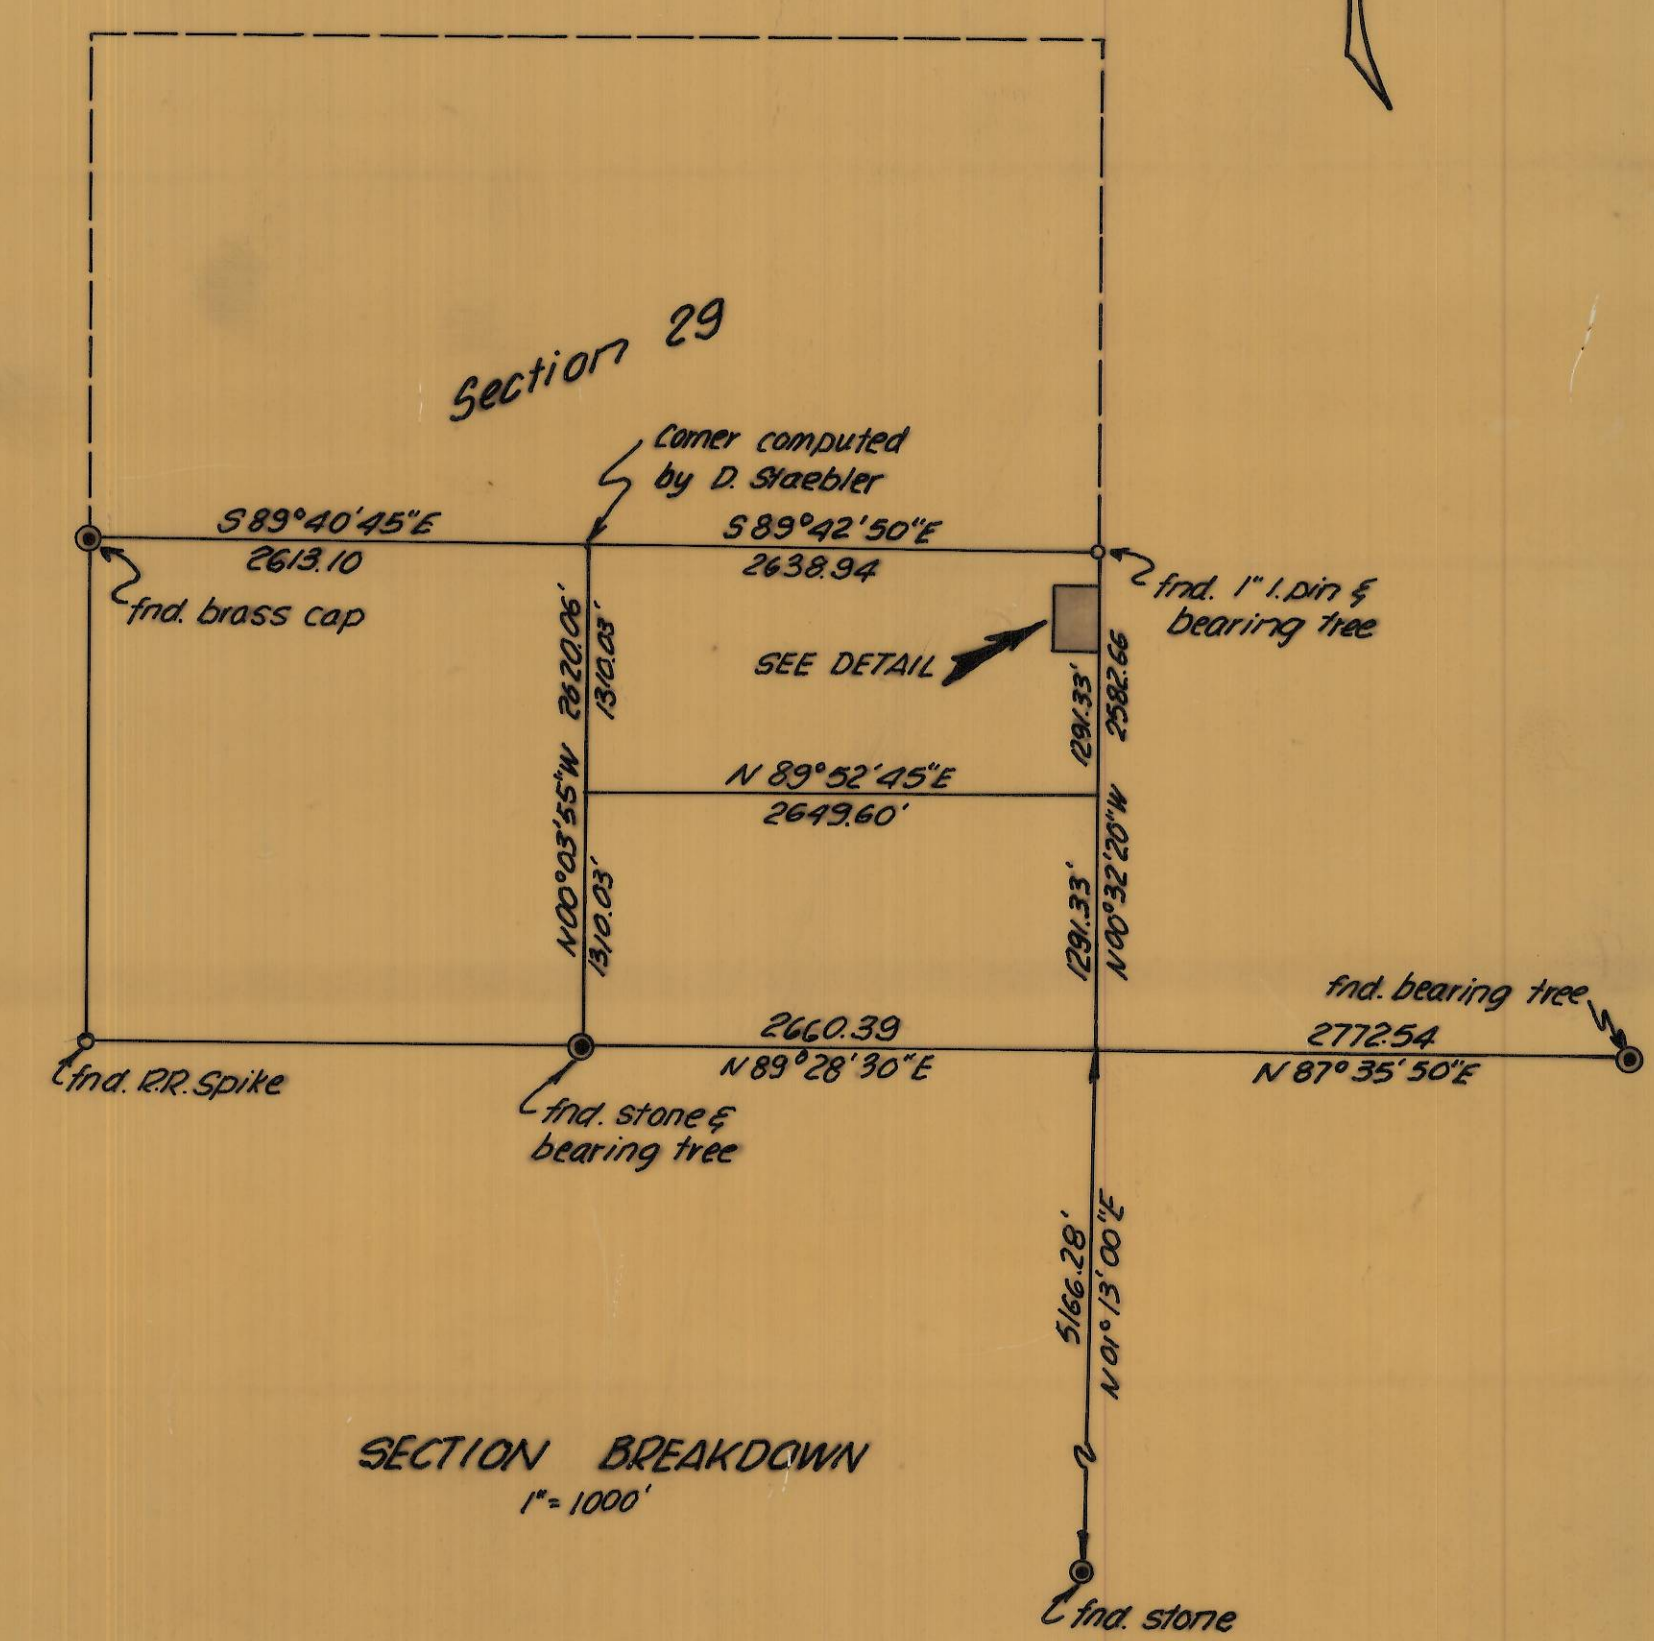 Section 29
Corner computed
by D. Staebler
S 89° 40' 45" E
2613.10
S 89° 42' 50" E
2638.94
fnd. brass cap
fnd. 1" I. pin &
bearing tree
SEE DETAIL
N 00° 03' 55" W 2620.06'
1310.03'
1310.03'
1291.33'
1291.33'
N 00° 32' 20" W 2582.66
N 89° 52' 45" E
2649.60'
fnd. bearing tree
2660.39
N 89° 28' 30" E
2772.54
N 87° 35' 50" E
fnd. R.R. Spike
fnd. stone &
bearing tree
5166.28'
N 01° 13' 00" E
SECTION BREAKDOWN
1" = 1000'
fnd. stone